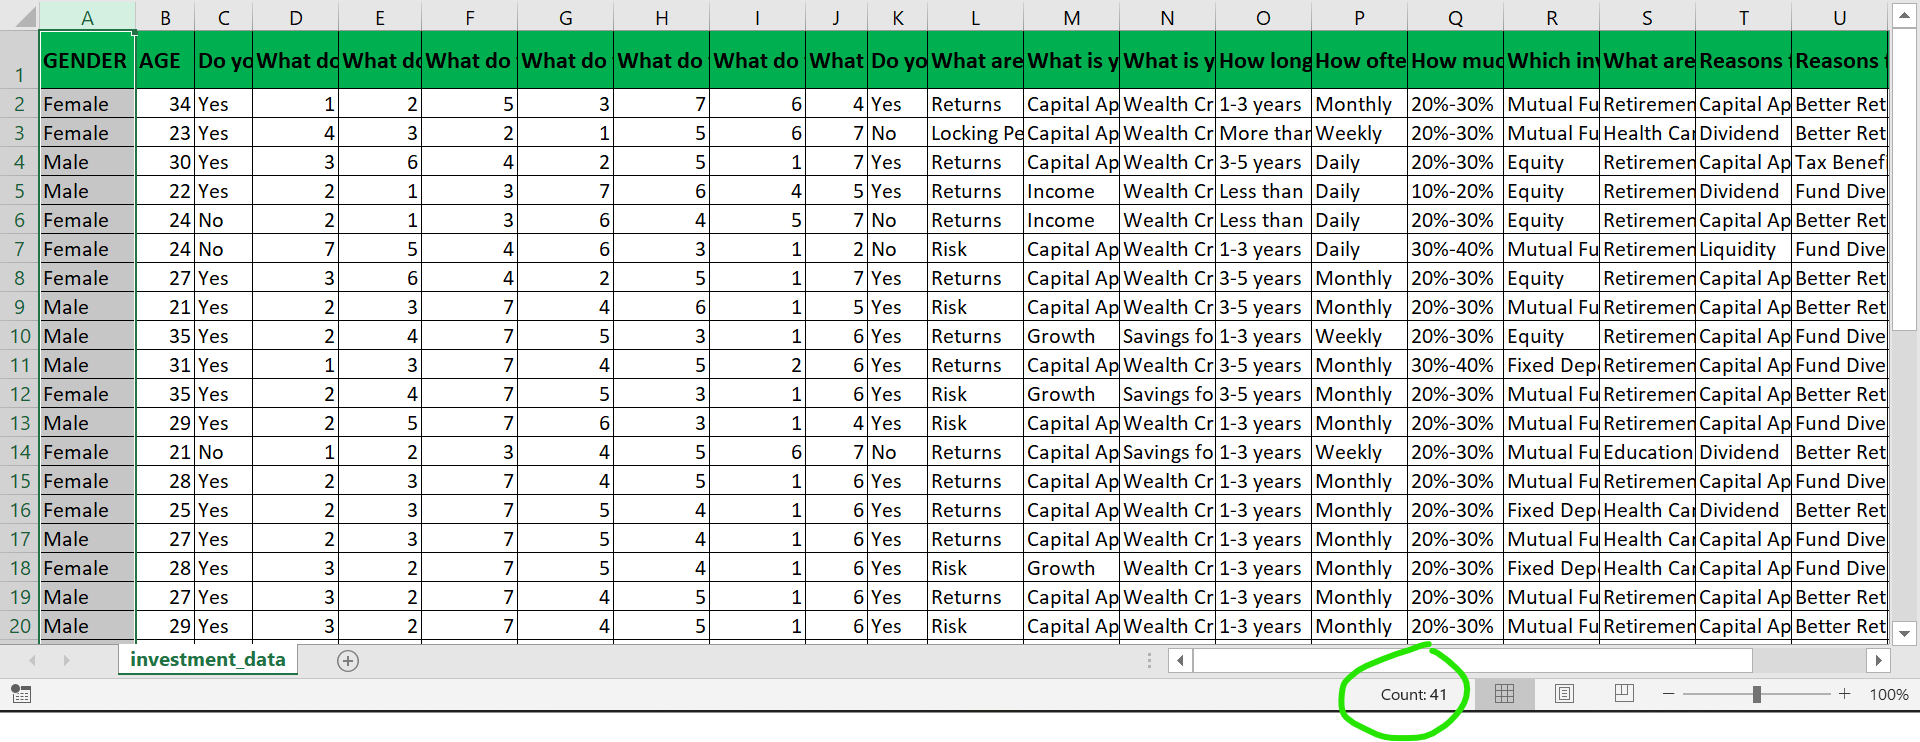 A B C D E F G H I J K L M N O P Q R S T U
1 GENDER AGE Do yo What do What do What do What do What do What do What Do yo What are What is y What is y How long How ofte How muc Which inv What are Reasons f Reasons f
2 Female 34 Yes 1 2 5 3 7 6 4 Yes Returns Capital Ap Wealth Cr 1-3 years Monthly 20%-30% Mutual Fu Retiremen Capital Ap Better Ret
3 Female 23 Yes 4 3 2 1 5 6 7 No Locking Pe Capital Ap Wealth Cr More than Weekly 20%-30% Mutual Fu Health Car Dividend Better Ret
4 Male 30 Yes 3 6 4 2 5 1 7 Yes Returns Capital Ap Wealth Cr 3-5 years Daily 20%-30% Equity Retiremen Capital Ap Tax Benef
5 Male 22 Yes 2 1 3 7 6 4 5 Yes Returns Income Wealth Cr Less than Daily 10%-20% Equity Retiremen Dividend Fund Dive
6 Female 24 No 2 1 3 6 4 5 7 No Returns Income Wealth Cr Less than Daily 20%-30% Equity Retiremen Capital Ap Better Ret
7 Female 24 No 7 5 4 6 3 1 2 No Risk Capital Ap Wealth Cr 1-3 years Daily 30%-40% Mutual Fu Retiremen Liquidity Fund Dive
8 Female 27 Yes 3 6 4 2 5 1 7 Yes Returns Capital Ap Wealth Cr 3-5 years Monthly 20%-30% Equity Retiremen Capital Ap Better Ret
9 Male 21 Yes 2 3 7 4 6 1 5 Yes Risk Capital Ap Wealth Cr 3-5 years Monthly 20%-30% Mutual Fu Retiremen Capital Ap Better Ret
10 Male 35 Yes 2 4 7 5 3 1 6 Yes Returns Growth Savings fo 1-3 years Weekly 20%-30% Equity Retiremen Capital Ap Fund Dive
11 Male 31 Yes 1 3 7 4 5 2 6 Yes Returns Capital Ap Wealth Cr 3-5 years Monthly 30%-40% Fixed Depo Retiremen Capital Ap Fund Dive
12 Female 35 Yes 2 4 7 5 3 1 6 Yes Risk Growth Savings fo 3-5 years Monthly 20%-30% Mutual Fu Retiremen Capital Ap Better Ret
13 Male 29 Yes 2 5 7 6 3 1 4 Yes Risk Capital Ap Wealth Cr 1-3 years Monthly 20%-30% Mutual Fu Retiremen Capital Ap Fund Dive
14 Female 21 No 1 2 3 4 5 6 7 No Returns Capital Ap Savings fo 1-3 years Weekly 20%-30% Mutual Fu Education Dividend Better Ret
15 Female 28 Yes 2 3 7 4 5 1 6 Yes Returns Capital Ap Wealth Cr 1-3 years Monthly 20%-30% Mutual Fu Retiremen Capital Ap Fund Dive
16 Female 25 Yes 2 3 7 5 4 1 6 Yes Returns Capital Ap Wealth Cr 1-3 years Monthly 20%-30% Fixed Depo Health Car Dividend Better Ret
17 Male 27 Yes 2 3 7 5 4 1 6 Yes Returns Capital Ap Wealth Cr 1-3 years Monthly 20%-30% Mutual Fu Health Car Capital Ap Fund Dive
18 Female 28 Yes 3 2 7 5 4 1 6 Yes Risk Growth Wealth Cr 1-3 years Monthly 20%-30% Fixed Depo Health Car Capital Ap Fund Dive
19 Male 27 Yes 3 2 7 4 5 1 6 Yes Returns Capital Ap Wealth Cr 1-3 years Monthly 20%-30% Mutual Fu Retiremen Capital Ap Better Ret
20 Male 29 Yes 3 2 7 4 5 1 6 Yes Risk Capital Ap Wealth Cr 1-3 years Monthly 20%-30% Mutual Fu Retiremen Capital Ap Better Ret
investment_data
Count: 41 100%